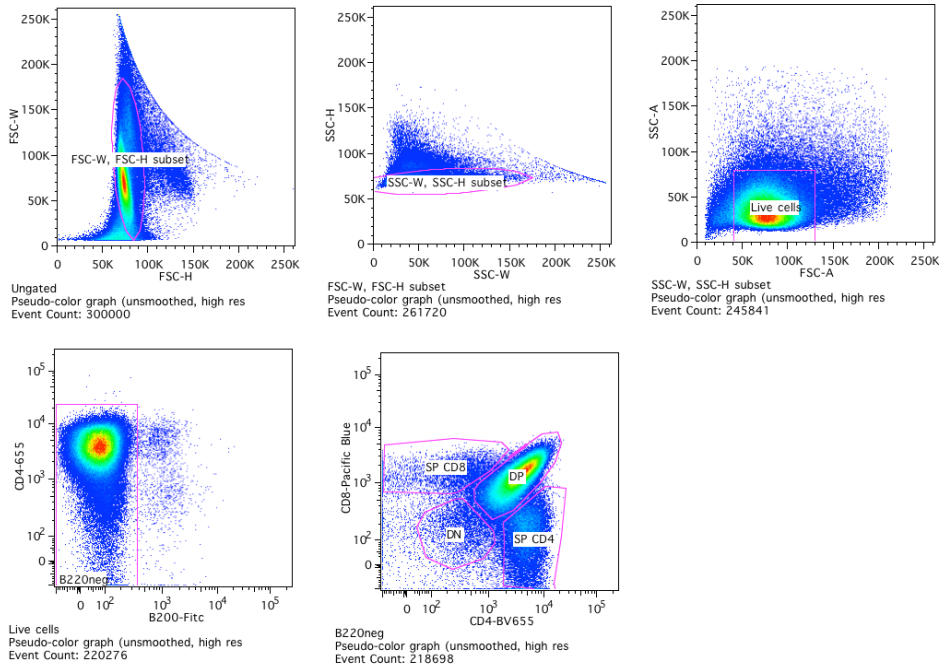 250K
200K
150K
100K
50K
0
FSC-W
FSC-W, FSC-H subset
0 50K 100K 150K 200K 250K
FSC-H
Ungated
Pseudo-color graph (unsmoothed, high res
Event Count: 300000
250K
200K
150K
100K
50K
0
SSC-H
SSC-W, SSC-H subset
0 50K 100K 150K 200K 250K
SSC-W
FSC-W, FSC-H subset
Pseudo-color graph (unsmoothed, high res
Event Count: 261720
250K
200K
150K
100K
50K
0
SSC-A
Live cells
0 50K 100K 150K 200K 250K
FSC-A
SSC-W, SSC-H subset
Pseudo-color graph (unsmoothed, high res
Event Count: 245841
10^5
10^4
10^3
10^2
0
CD4-655
B220neg
0 10^2 10^3 10^4 10^5
B200-Fitc
Live cells
Pseudo-color graph (unsmoothed, high res
Event Count: 220276
10^5
10^4
10^3
10^2
0
CD8-Pacific Blue
SP CD8
DP
DN
SP CD4
0 10^2 10^3 10^4 10^5
CD4-BV655
B220neg
Pseudo-color graph (unsmoothed, high res
Event Count: 218698